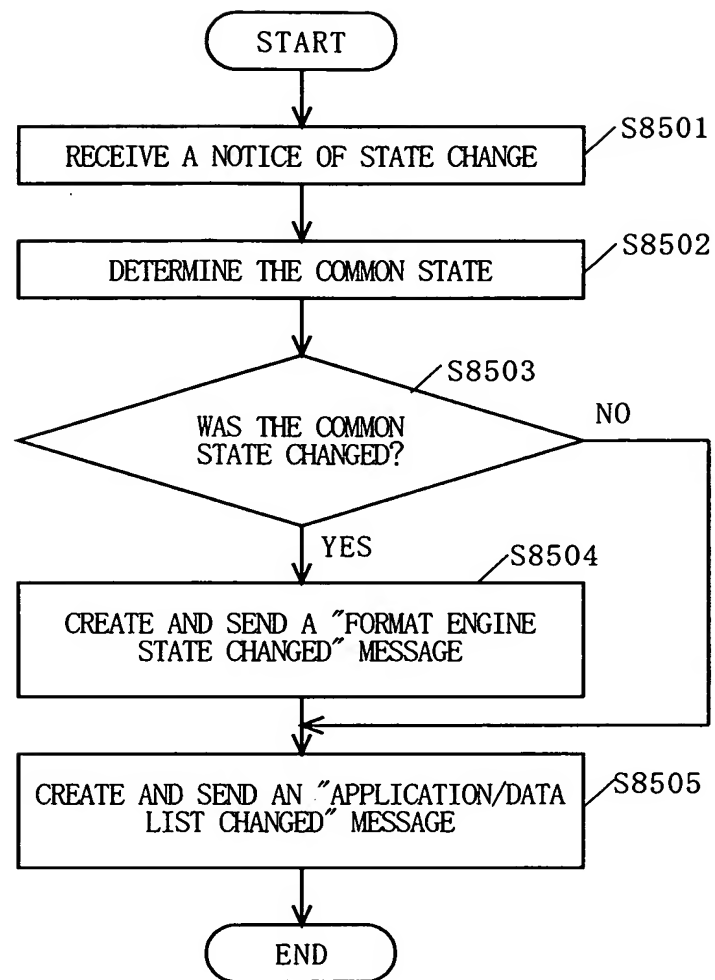 START
S8501
RECEIVE A NOTICE OF STATE CHANGE
S8502
DETERMINE THE COMMON STATE
S8503
WAS THE COMMON
STATE CHANGED?
NO
YES
S8504
CREATE AND SEND A "FORMAT ENGINE
STATE CHANGED" MESSAGE
S8505
CREATE AND SEND AN "APPLICATION/DATA
LIST CHANGED" MESSAGE
END